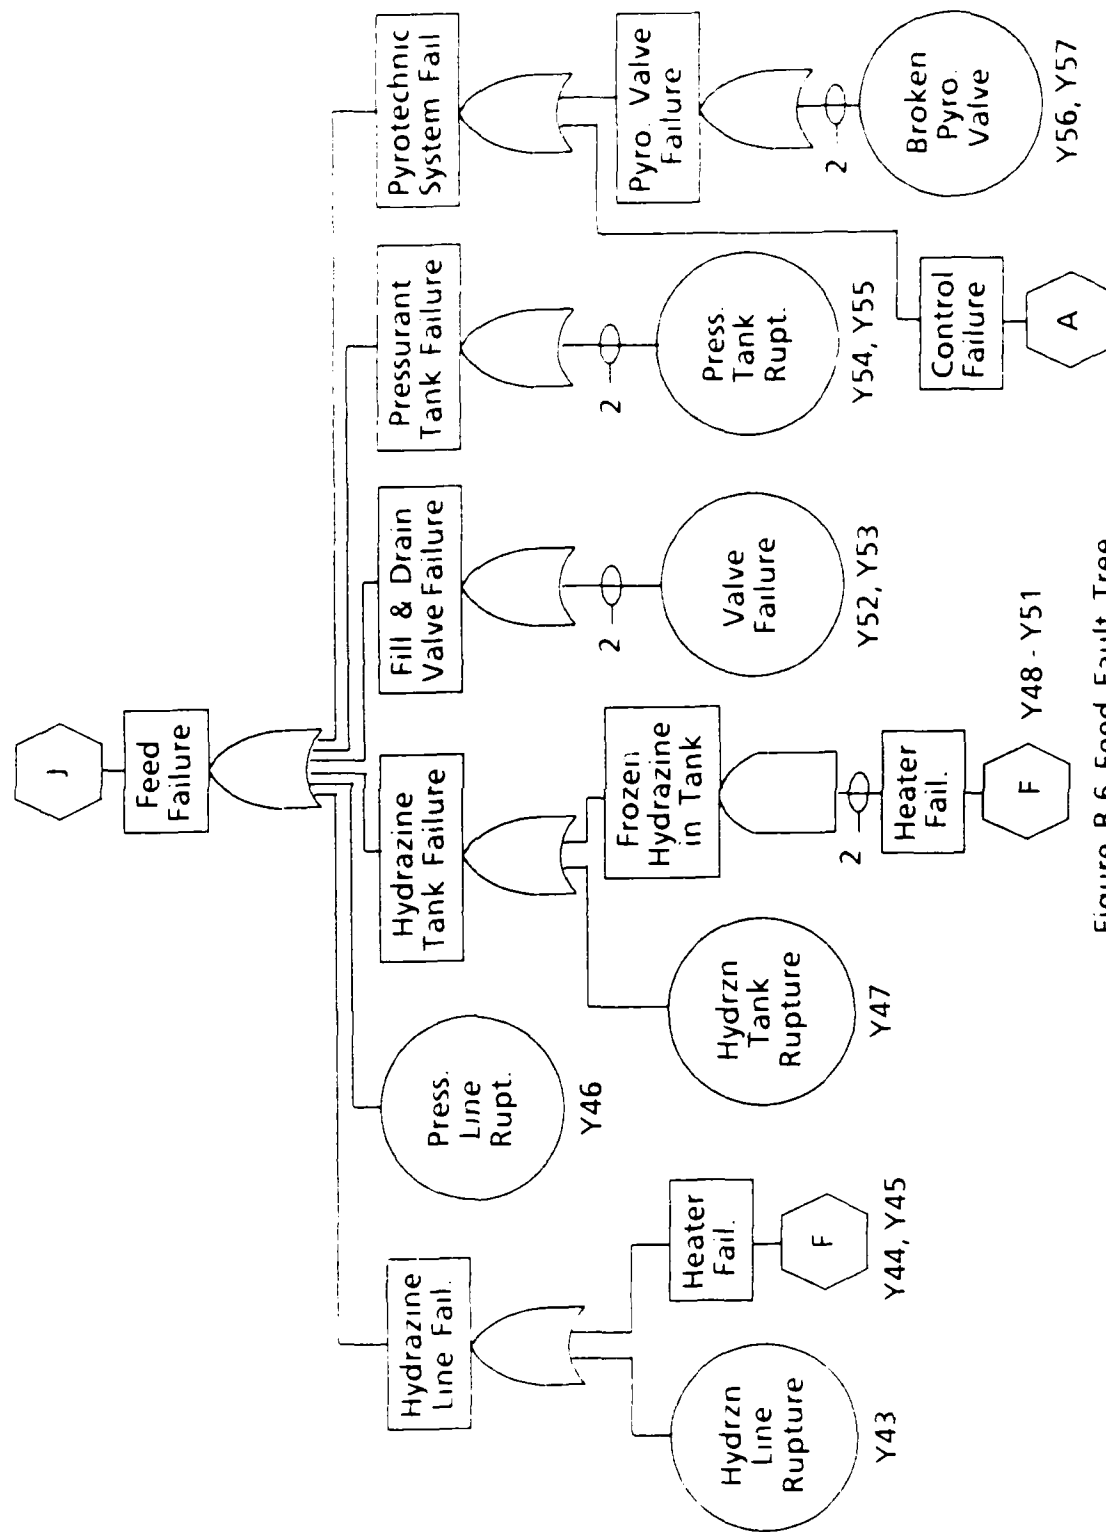 J
Feed
Failure
Hydrazine
Line Fail.
Press.
Line
Rupt.
Y46
Hydrazine
Tank Failure
Fill & Drain
Valve Failure
Pressurant
Tank Failure
Pyrotechnic
System Fail
Hydrzn
Line
Rupture
Y43
Heater
Fail.
F
Y44, Y45
Hydrzn
Tank
Rupture
Y47
Frozen
Hydrazine
in Tank
2
Heater
Fail.
F
Y48 - Y51
2
Valve
Failure
Y52, Y53
2
Press.
Tank
Rupt.
Y54, Y55
Pyro. Valve
Failure
2
Broken
Pyro.
Valve
Y56, Y57
Control
Failure
A
Figure B.6 Feed Fault Tree